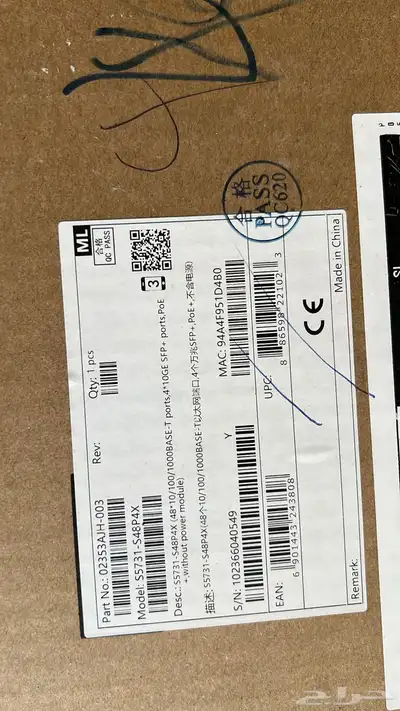 ML
合格
QC PASS
Part No.: 02353AJH-003
Rev:
Qty: 1 pcs
3
Model: S5731-S48P4X
Desc.: S5731-S48P4X (48*10/100/1000BASE-T ports,4*10GE SFP+ ports,PoE
+,without power module)
描述: S5731-S48P4X(48个10/100/1000BASE-T以太网端口,4个万兆SFP+,PoE+,不含电源)
S/N: 102366040549
Y
MAC: 94A4F951D4B0
EAN:
6 901443 243808
UPC:
Remark:
CE
Made in China
合格
PASS
QC620
حراج